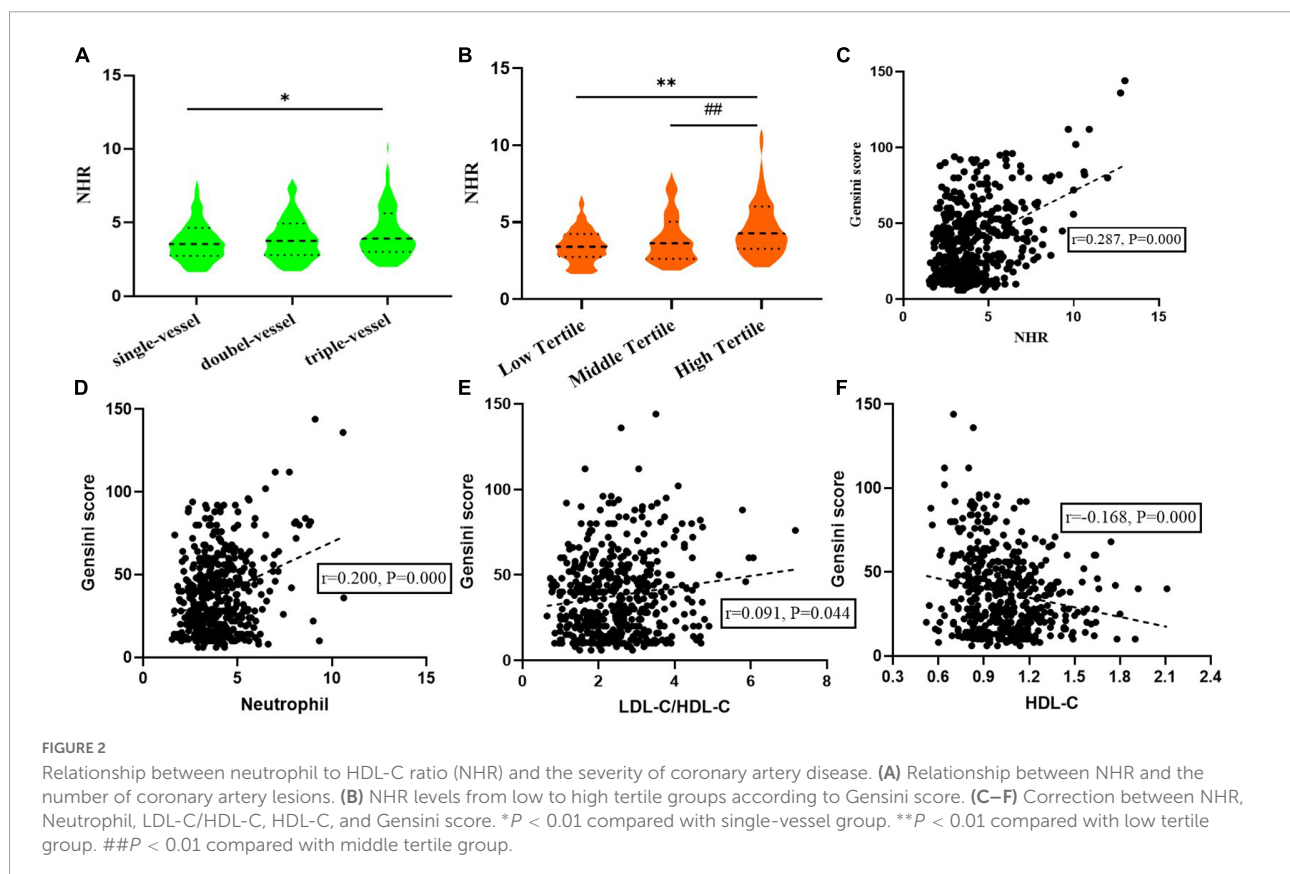 A
15
10
5
0
NHR
*
single-vessel
doubel-vessel
triple-vessel
B
15
10
5
0
NHR
**
##
Low Tertile
Middle Tertile
High Tertile
C
150
100
50
0
Gensini score
r=0.287, P=0.000
0
5
10
15
NHR
D
150
100
50
0
Gensini score
r=0.200, P=0.000
0
5
10
15
Neutrophil
E
150
100
50
0
Gensini score
r=0.091, P=0.044
0
2
4
6
8
LDL-C/HDL-C
F
150
100
50
0
Gensini score
r=-0.168, P=0.000
0.3
0.6
0.9
1.2
1.5
1.8
2.1
2.4
HDL-C
FIGURE 2
Relationship between neutrophil to HDL-C ratio (NHR) and the severity of coronary artery disease. (A) Relationship between NHR and the
number of coronary artery lesions. (B) NHR levels from low to high tertile groups according to Gensini score. (C–F) Correction between NHR,
Neutrophil, LDL-C/HDL-C, HDL-C, and Gensini score. *P < 0.01 compared with single-vessel group. **P < 0.01 compared with low tertile
group. ##P < 0.01 compared with middle tertile group.